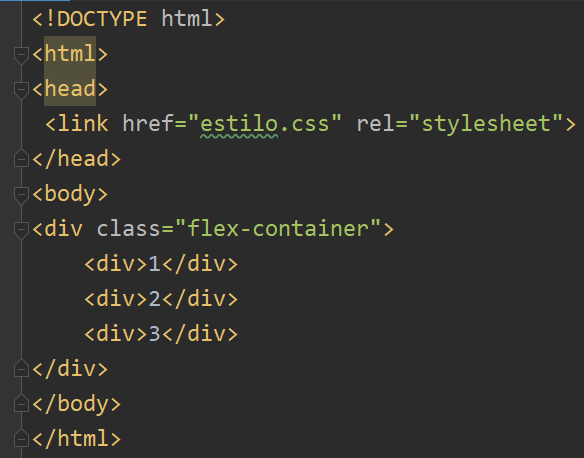 <!DOCTYPE html>
<html>
<head>
 <link href="estilo.css" rel="stylesheet">
</head>
<body>
<div class="flex-container">
    <div>1</div>
    <div>2</div>
    <div>3</div>
</div>
</body>
</html>